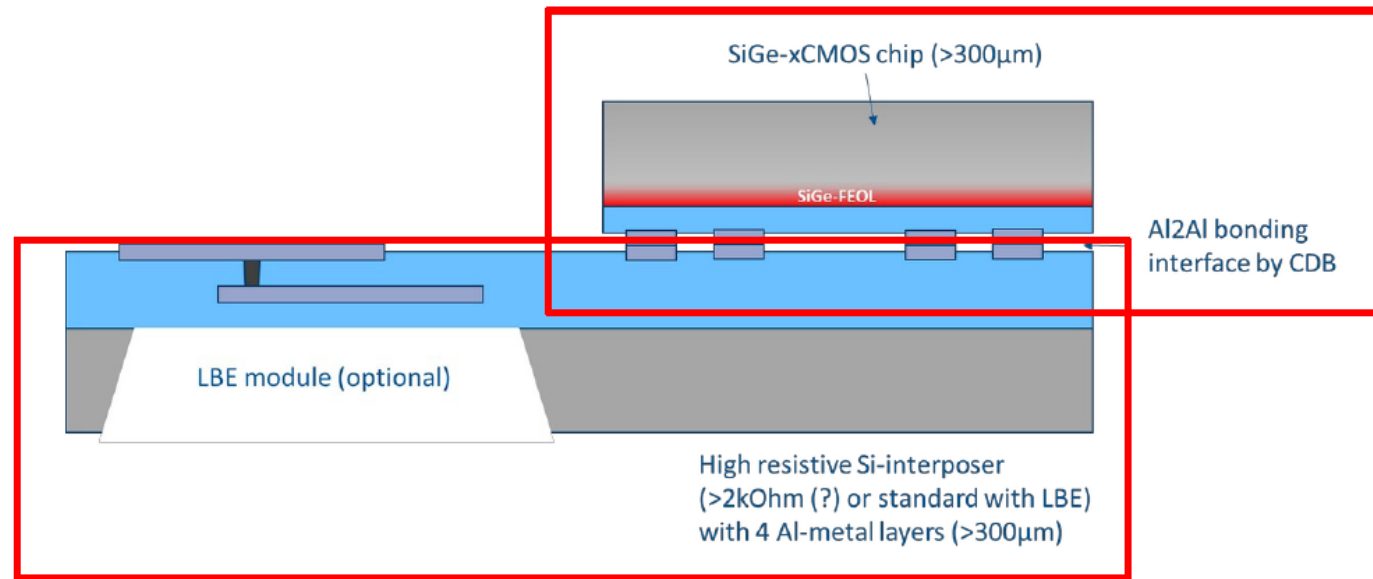 SiGe-xCMOS chip (>300µm)
SiGe-FEOL
Al2Al bonding
interface by CDB
LBE module (optional)
High resistive Si-interposer
(>2kOhm (?) or standard with LBE)
with 4 Al-metal layers (>300µm)